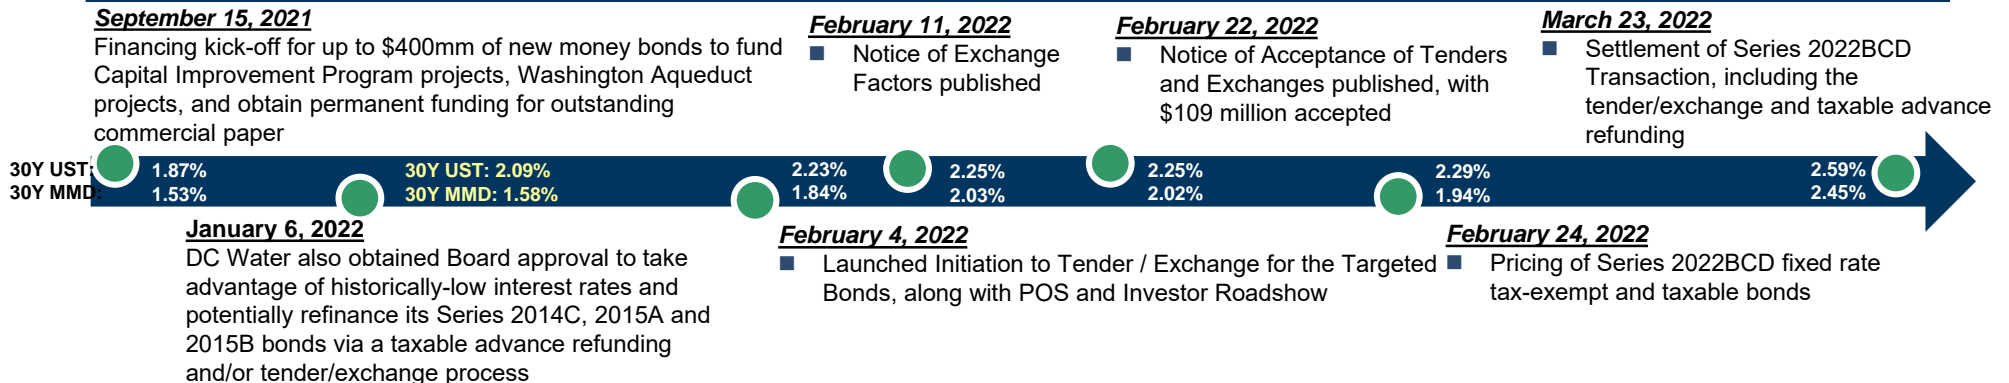 September 15, 2021
Financing kick-off for up to $400mm of new money bonds to fund
Capital Improvement Program projects, Washington Aqueduct
projects, and obtain permanent funding for outstanding
commercial paper
February 11, 2022
Notice of Exchange
Factors published
February 22, 2022
Notice of Acceptance of Tenders
and Exchanges published, with
$109 million accepted
March 23, 2022
Settlement of Series 2022BCD
Transaction, including the
tender/exchange and taxable advance
refunding
30Y UST: 1.87% 30Y UST: 2.09% 2.23% 2.25% 2.25% 2.29% 2.59%
30Y MMD: 1.53% 30Y MMD: 1.58% 1.84% 2.03% 2.02% 1.94% 2.45%
January 6, 2022
DC Water also obtained Board approval to take
advantage of historically-low interest rates and
potentially refinance its Series 2014C, 2015A and
2015B bonds via a taxable advance refunding
and/or tender/exchange process
February 4, 2022
Launched Initiation to Tender / Exchange for the Targeted
Bonds, along with POS and Investor Roadshow
February 24, 2022
Pricing of Series 2022BCD fixed rate
tax-exempt and taxable bonds